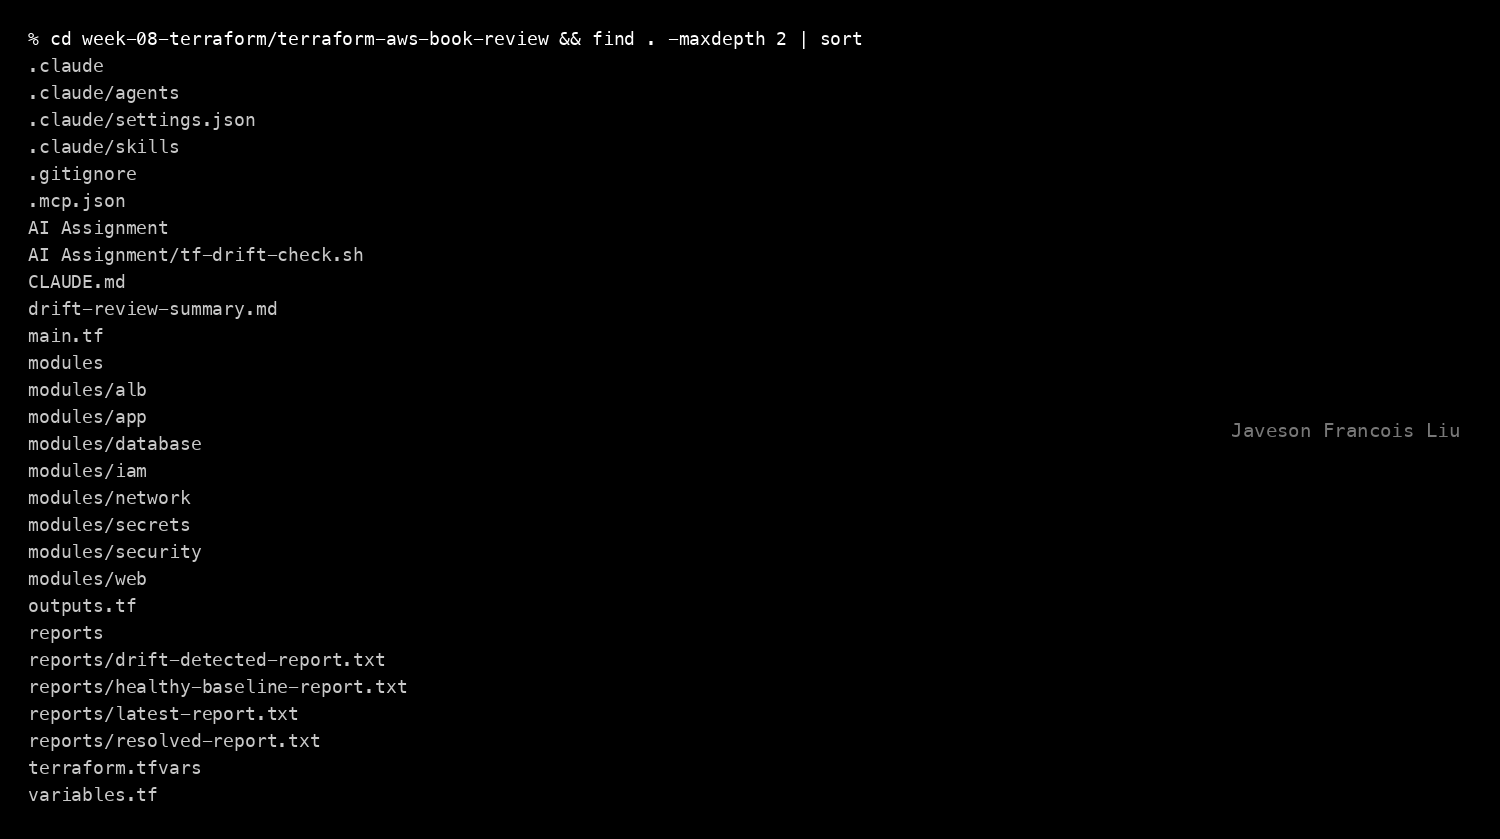 % cd week-08-terraform/terraform-aws-book-review && find . -maxdepth 2 | sort
.claude
.claude/agents
.claude/settings.json
.claude/skills
.gitignore
.mcp.json
AI Assignment
AI Assignment/tf-drift-check.sh
CLAUDE.md
drift-review-summary.md
main.tf
modules
modules/alb
modules/app
Javeson Francois Liu
modules/database
modules/iam
modules/network
modules/secrets
modules/security
modules/web
outputs.tf
reports
reports/drift-detected-report.txt
reports/healthy-baseline-report.txt
reports/latest-report.txt
reports/resolved-report.txt
terraform.tfvars
variables.tf